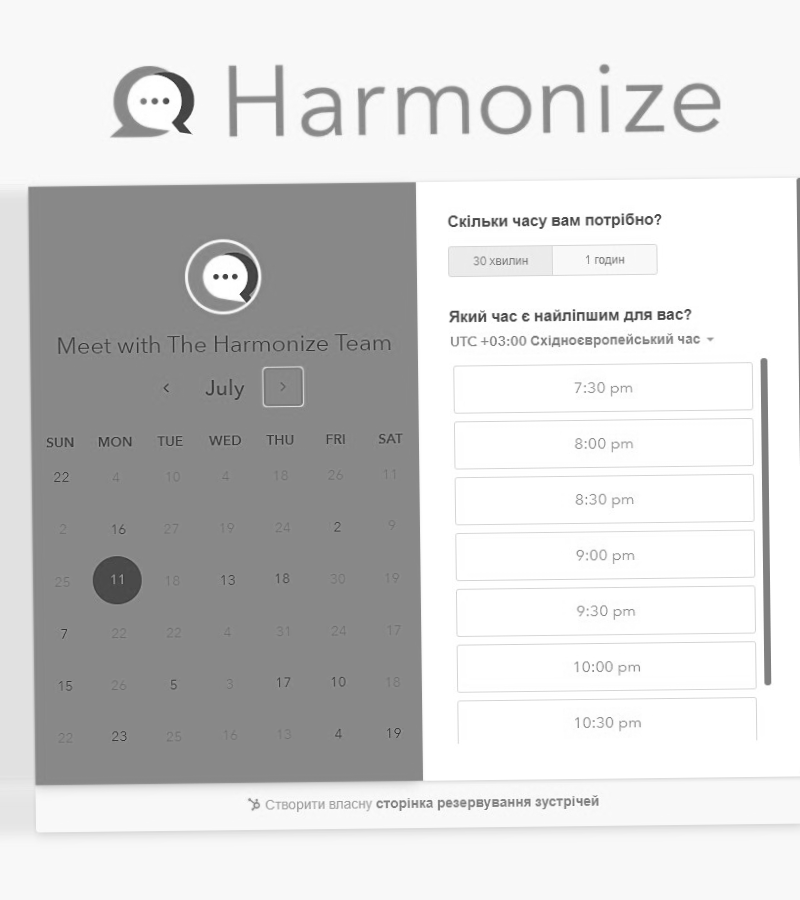 Harmonize
Meet with The Harmonize Team
July
SUN MON TUE WED THU FRI SAT
22 4 10 4 18 26 11
2 16 27 19 24 2 9
25 11 18 13 18 30 19
7 22 22 4 31 24 17
15 26 5 3 17 10 18
22 23 25 16 13 4 19
Скільки часу вам потрібно?
30 хвилин 1 годин
Який час є найліпшим для вас?
UTC +03:00 Східноєвропейський час
7:30 pm
8:00 pm
8:30 pm
9:00 pm
9:30 pm
10:00 pm
10:30 pm
Створити власну сторінка резервування зустрічей